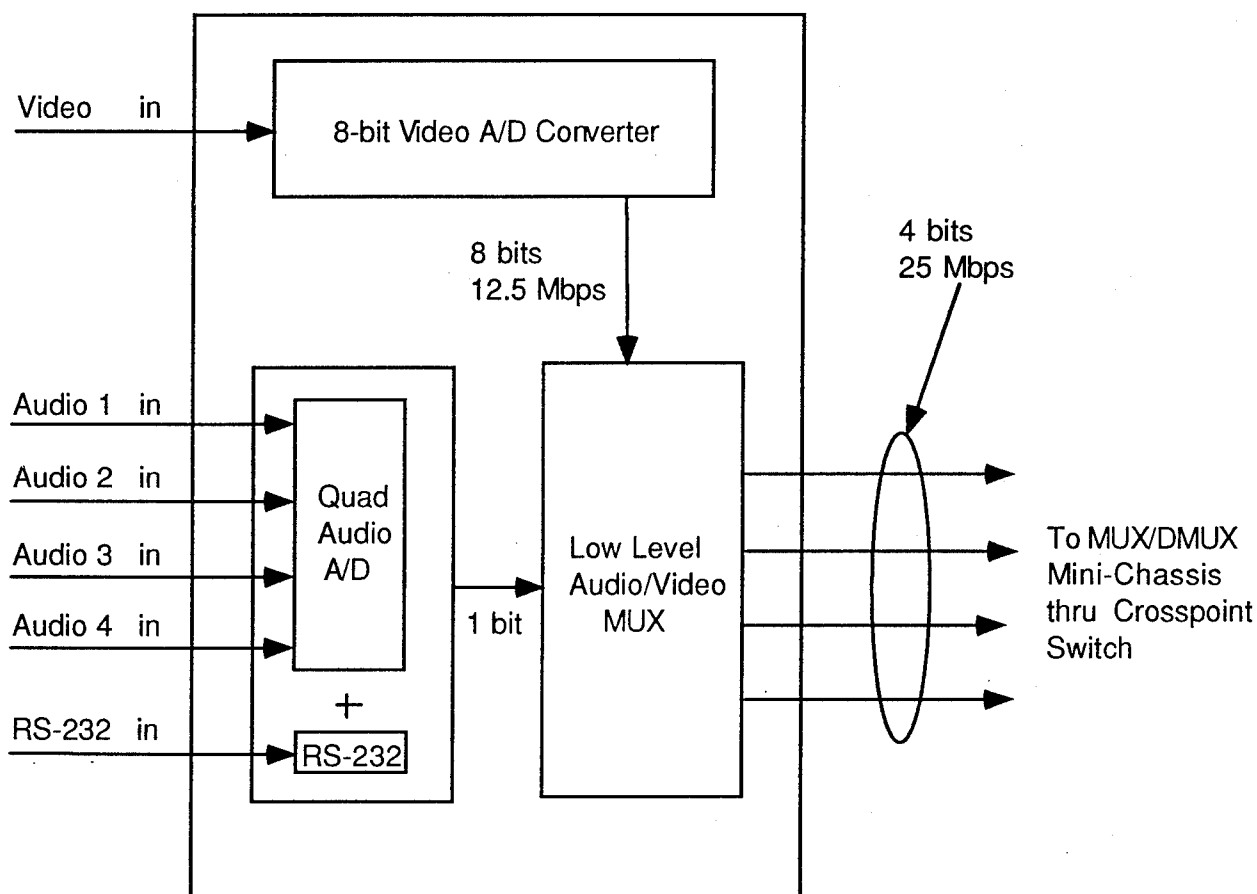 Video in
8-bit Video A/D Converter
8 bits
12.5 Mbps
4 bits
25 Mbps
Audio 1 in
Audio 2 in
Audio 3 in
Audio 4 in
RS-232 in
Quad
Audio
A/D
+
RS-232
1 bit
Low Level
Audio/Video
MUX
To MUX/DMUX
Mini-Chassis
thru Crosspoint
Switch